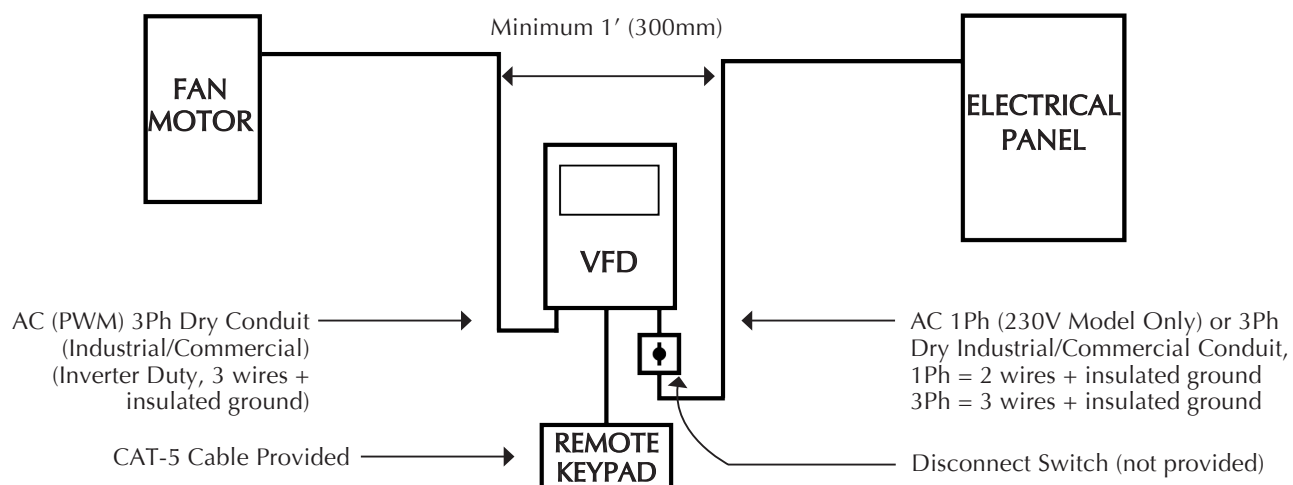 Minimum 1′ (300mm)
FAN
MOTOR
ELECTRICAL
PANEL
VFD
AC (PWM) 3Ph Dry Conduit
(Industrial/Commercial)
(Inverter Duty, 3 wires +
insulated ground)
AC 1Ph (230V Model Only) or 3Ph
Dry Industrial/Commercial Conduit,
1Ph = 2 wires + insulated ground
3Ph = 3 wires + insulated ground
CAT-5 Cable Provided
REMOTE
KEYPAD
Disconnect Switch (not provided)